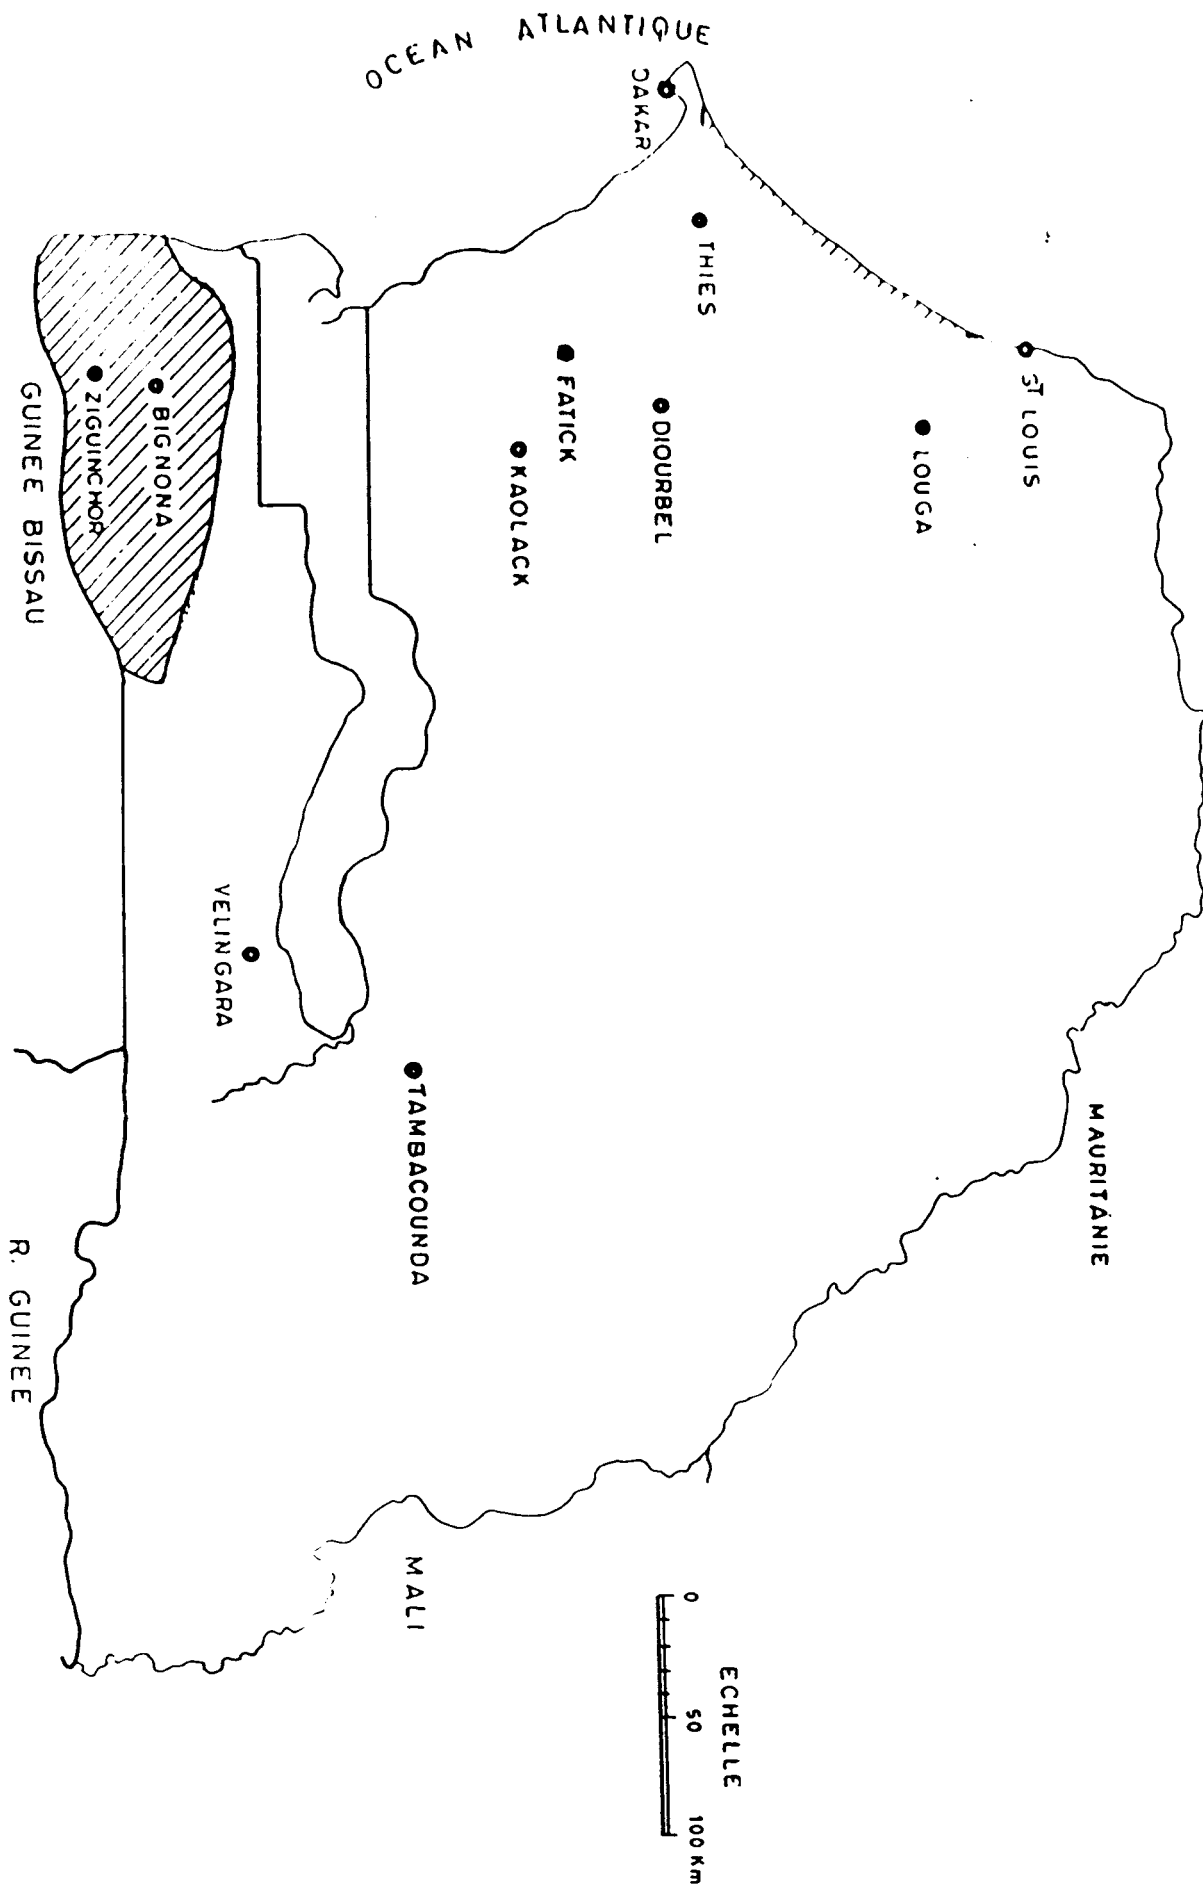 OCEAN ATLANTIQUE
DAKAR
THIES
ST LOUIS
LOUGA
DIOURBEL
FATICK
KAOLACK
MAURITANIE
BIGNONA
ZIGUINCHOR
GUINEE BISSAU
VELINGARA
TAMBACOUNDA
R. GUINEE
MALI
ECHELLE
0 50 100 Km